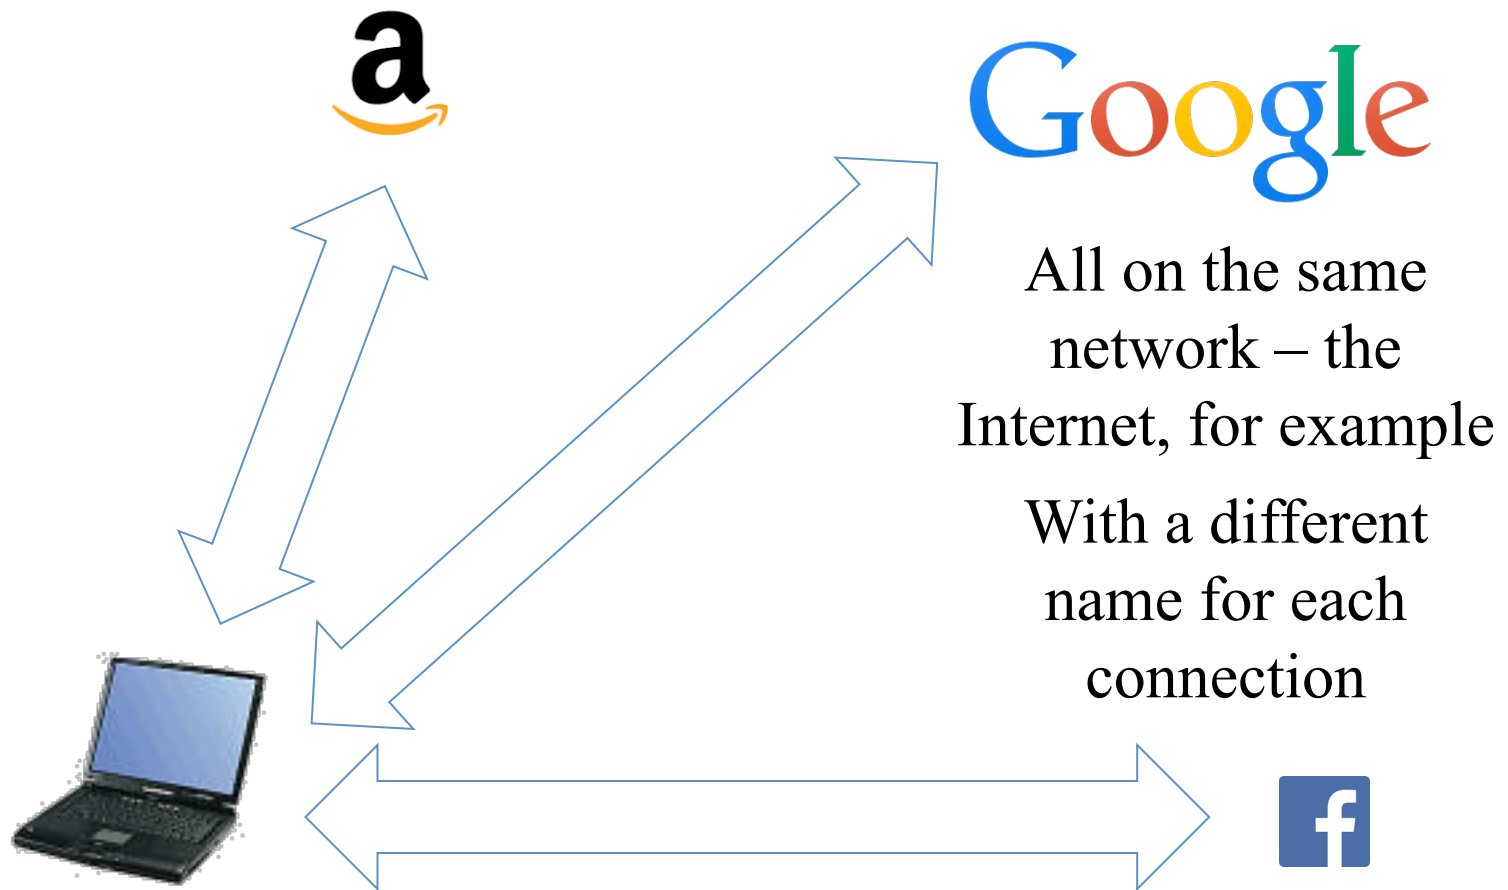 a
Google
All on the same
network – the
Internet, for example
With a different
name for each
connection
f